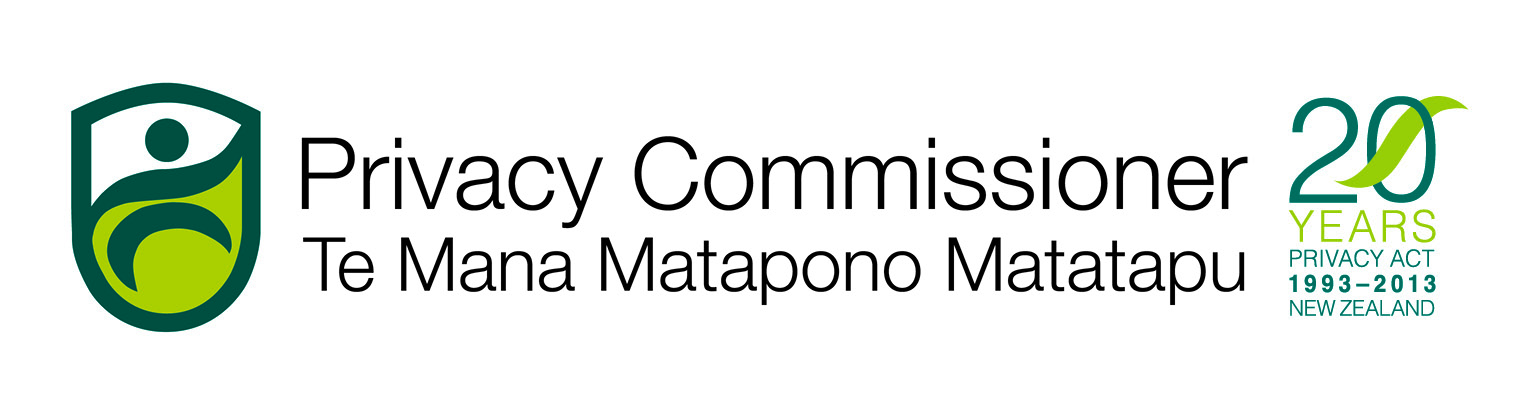 Privacy Commissioner
Te Mana Matapono Matatapu
20
YEARS
PRIVACY ACT
1993–2013
NEW ZEALAND